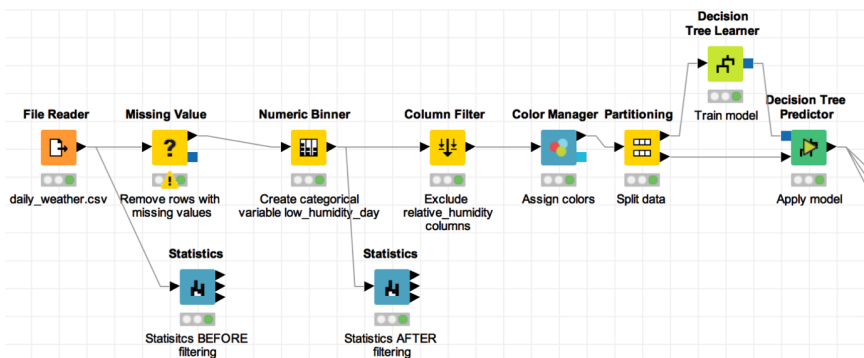 Decision
Tree Learner
Train model
File Reader
Missing Value
Numeric Binner
Column Filter
Color Manager
Partitioning
Decision Tree
Predictor
?
daily_weather.csv
Remove rows with
missing values
Create categorical
variable low_humidity_day
Exclude
relative_humidity
columns
Assign colors
Split data
Apply model
Statistics
Statisitcs BEFORE
filtering
Statistics
Statistics AFTER
filtering